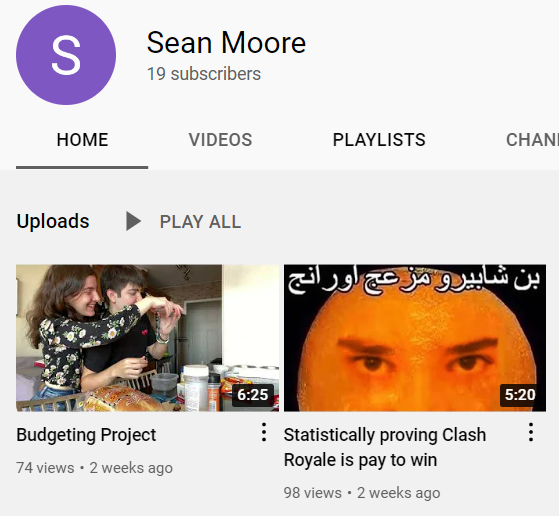 S
Sean Moore
19 subscribers
HOME VIDEOS PLAYLISTS CHAN
Uploads PLAY ALL
بن شابيرو مزعج اورانج
6:25
5:20
Budgeting Project
74 views • 2 weeks ago
Statistically proving Clash
Royale is pay to win
98 views • 2 weeks ago